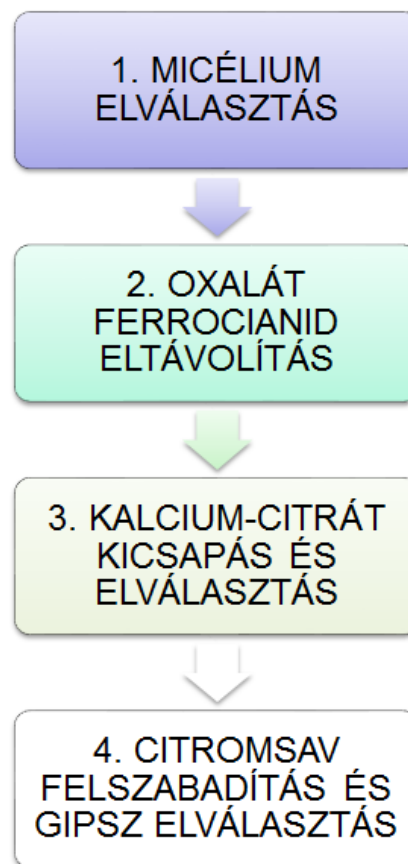 1. MICÉLIUM
ELVÁLASZTÁS
2. OXALÁT
FERROCIANID
ELTÁVOLÍTÁS
3. KALCIUM-CITRÁT
KICSAPÁS ÉS
ELVÁLASZTÁS
4. CITROMSAV
FELSZABADÍTÁS ÉS
GIPSZ ELVÁLASZTÁS